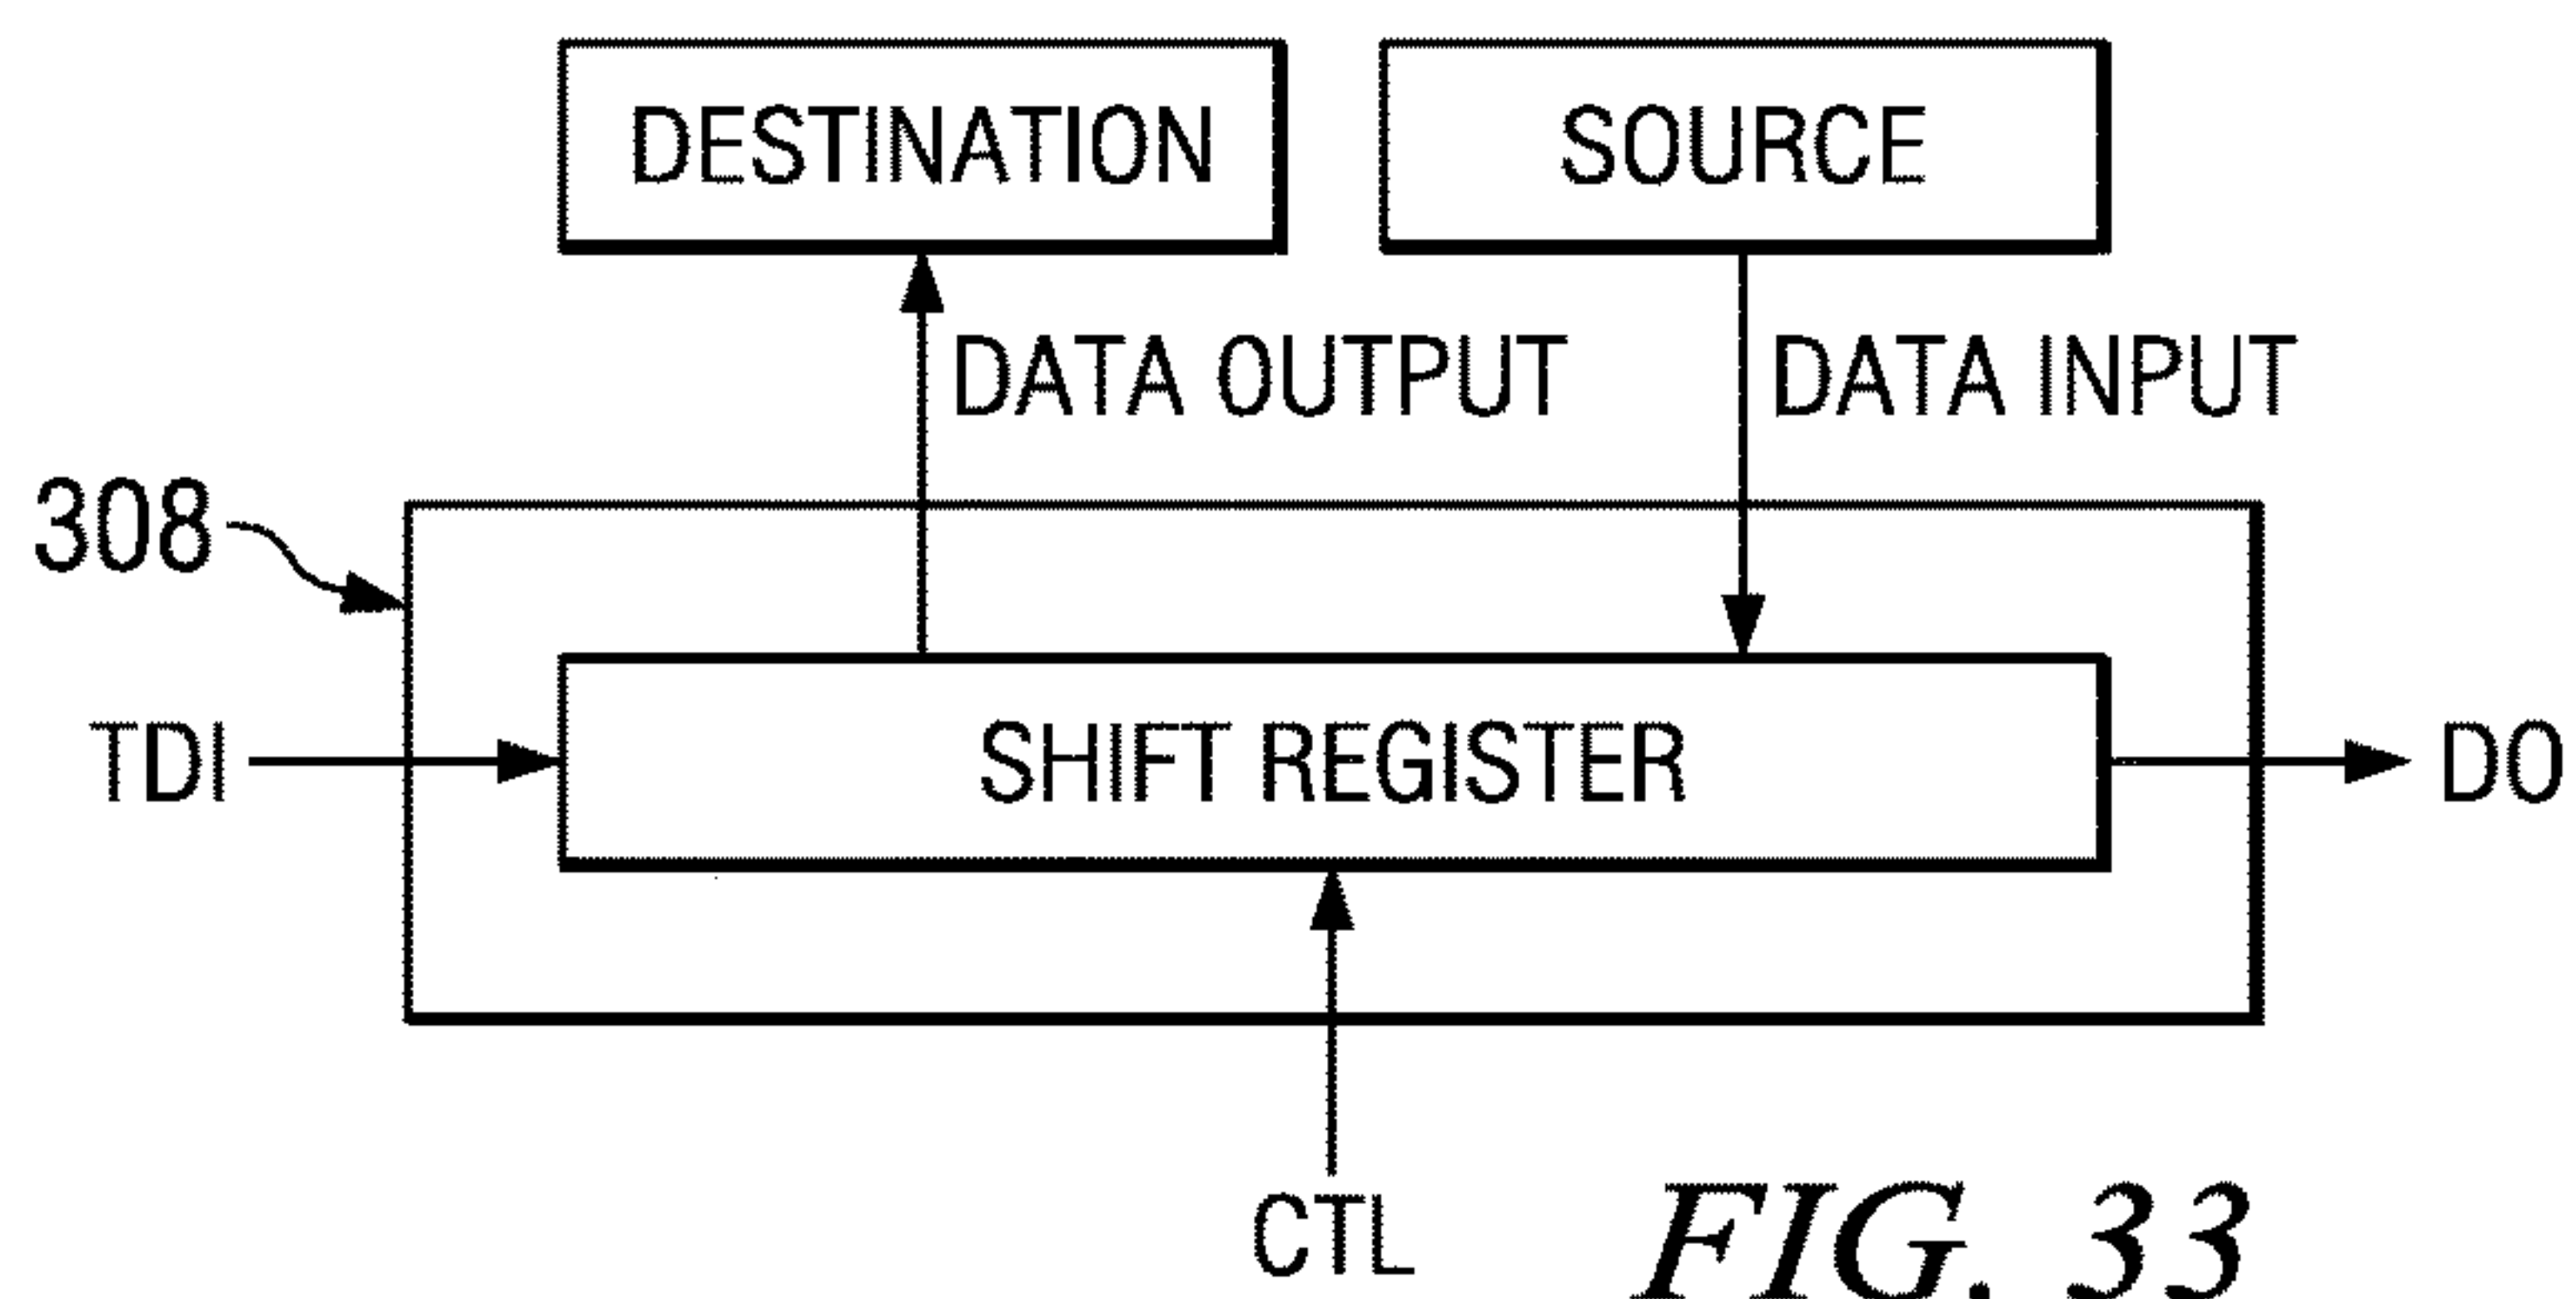 DESTINATION
SOURCE
DATA OUTPUT
DATA INPUT
308
TDI
SHIFT REGISTER
DO
CTL
FIG. 33